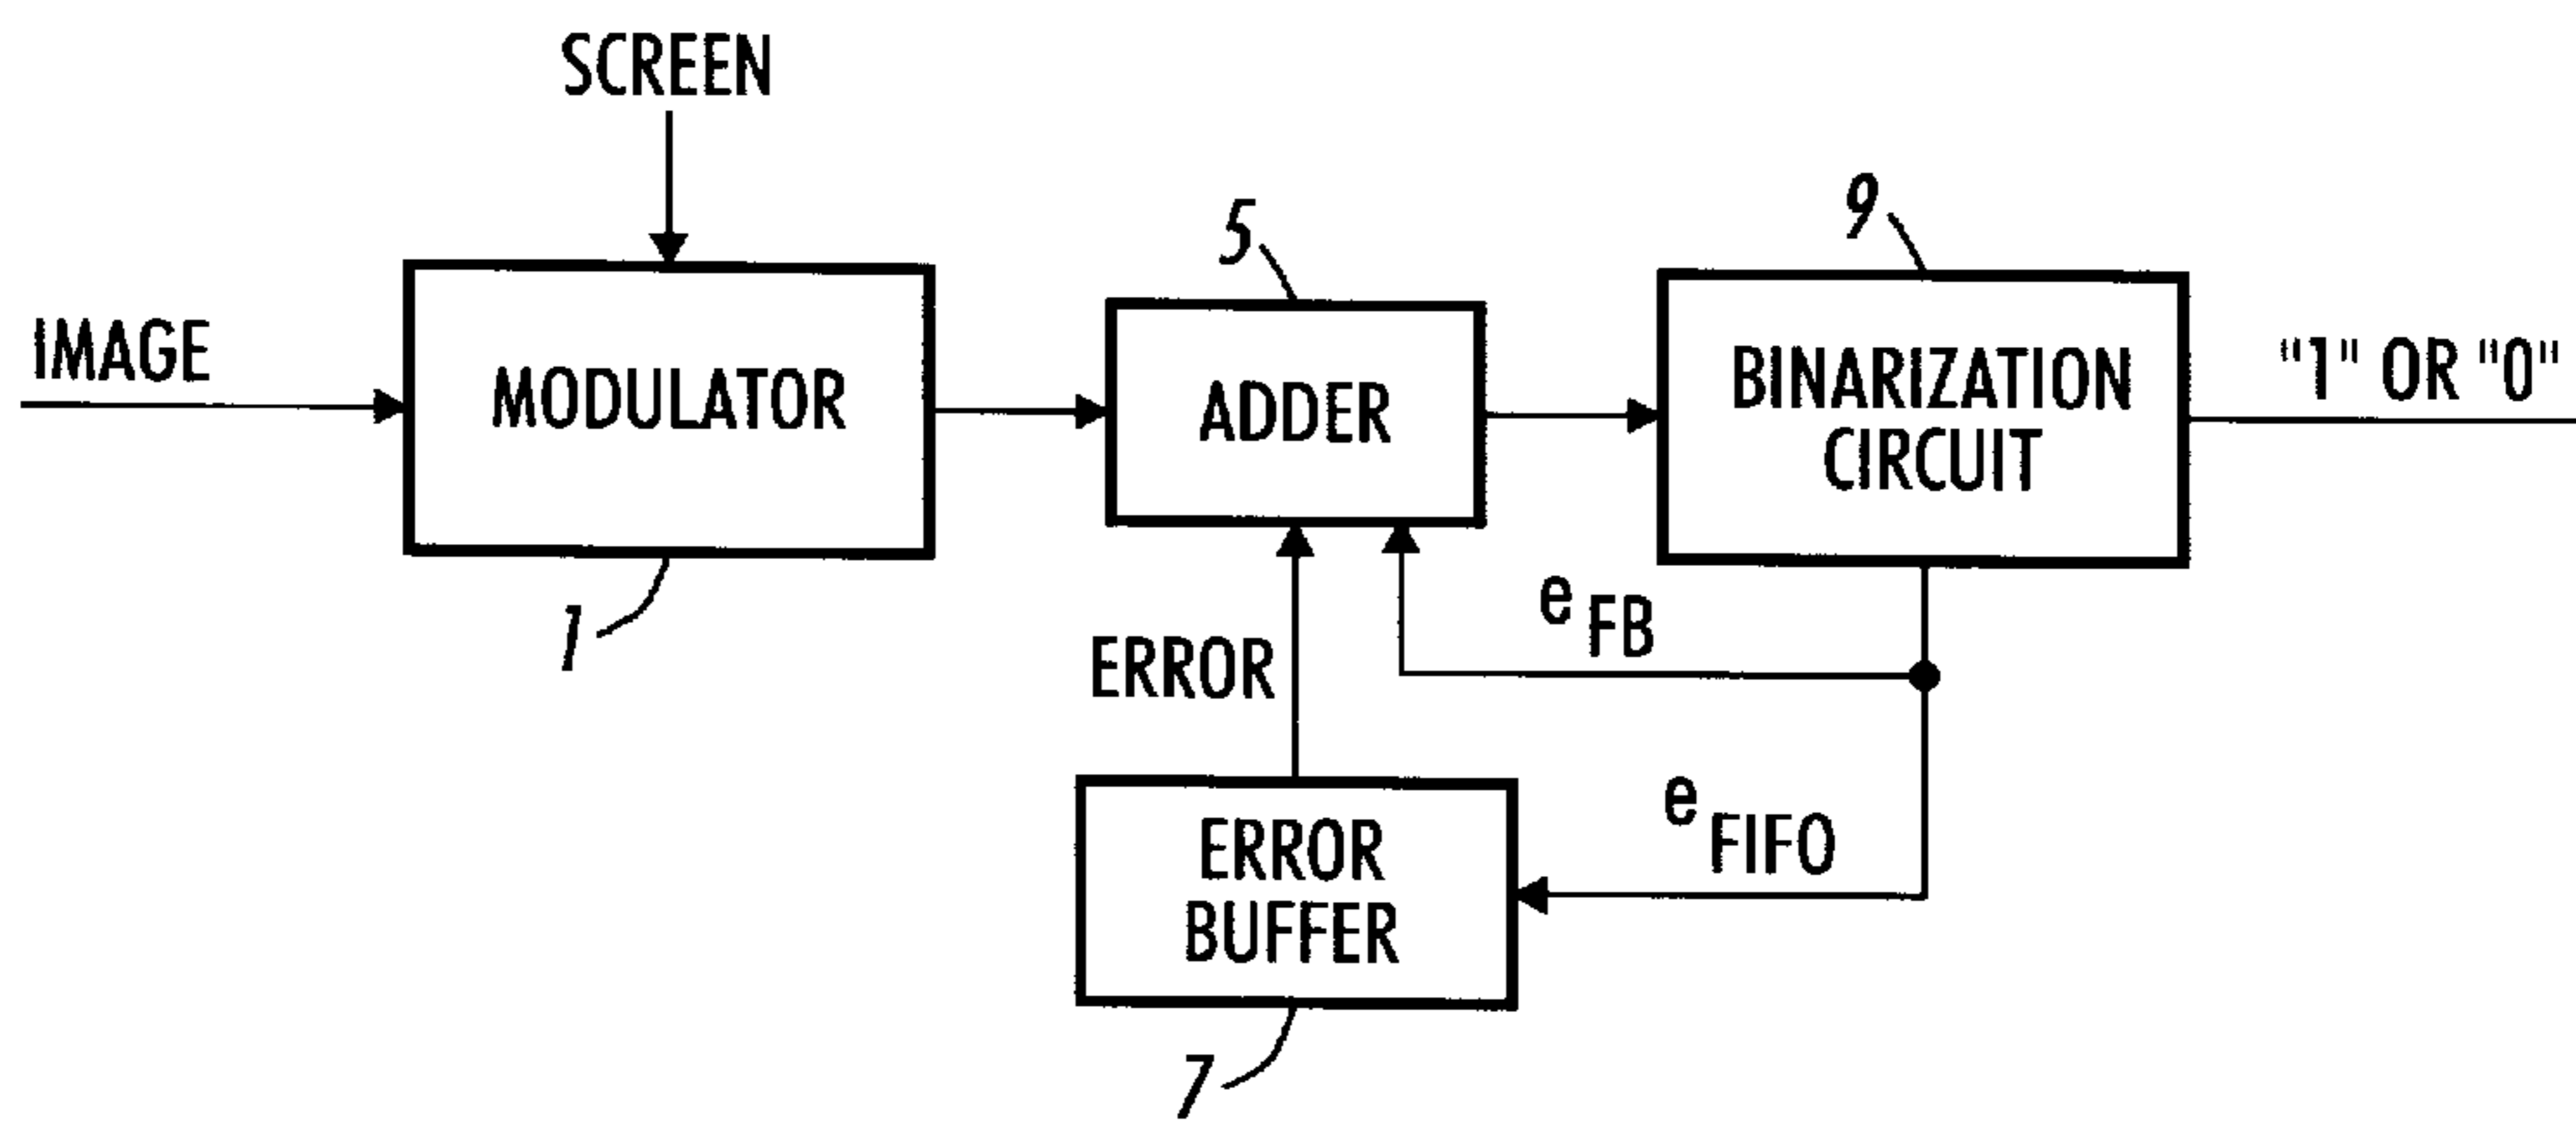 SCREEN
5
9
IMAGE
MODULATOR
ADDER
BINARIZATION
CIRCUIT
"1" OR "0"
1
ERROR
e FB
e FIFO
ERROR
BUFFER
7